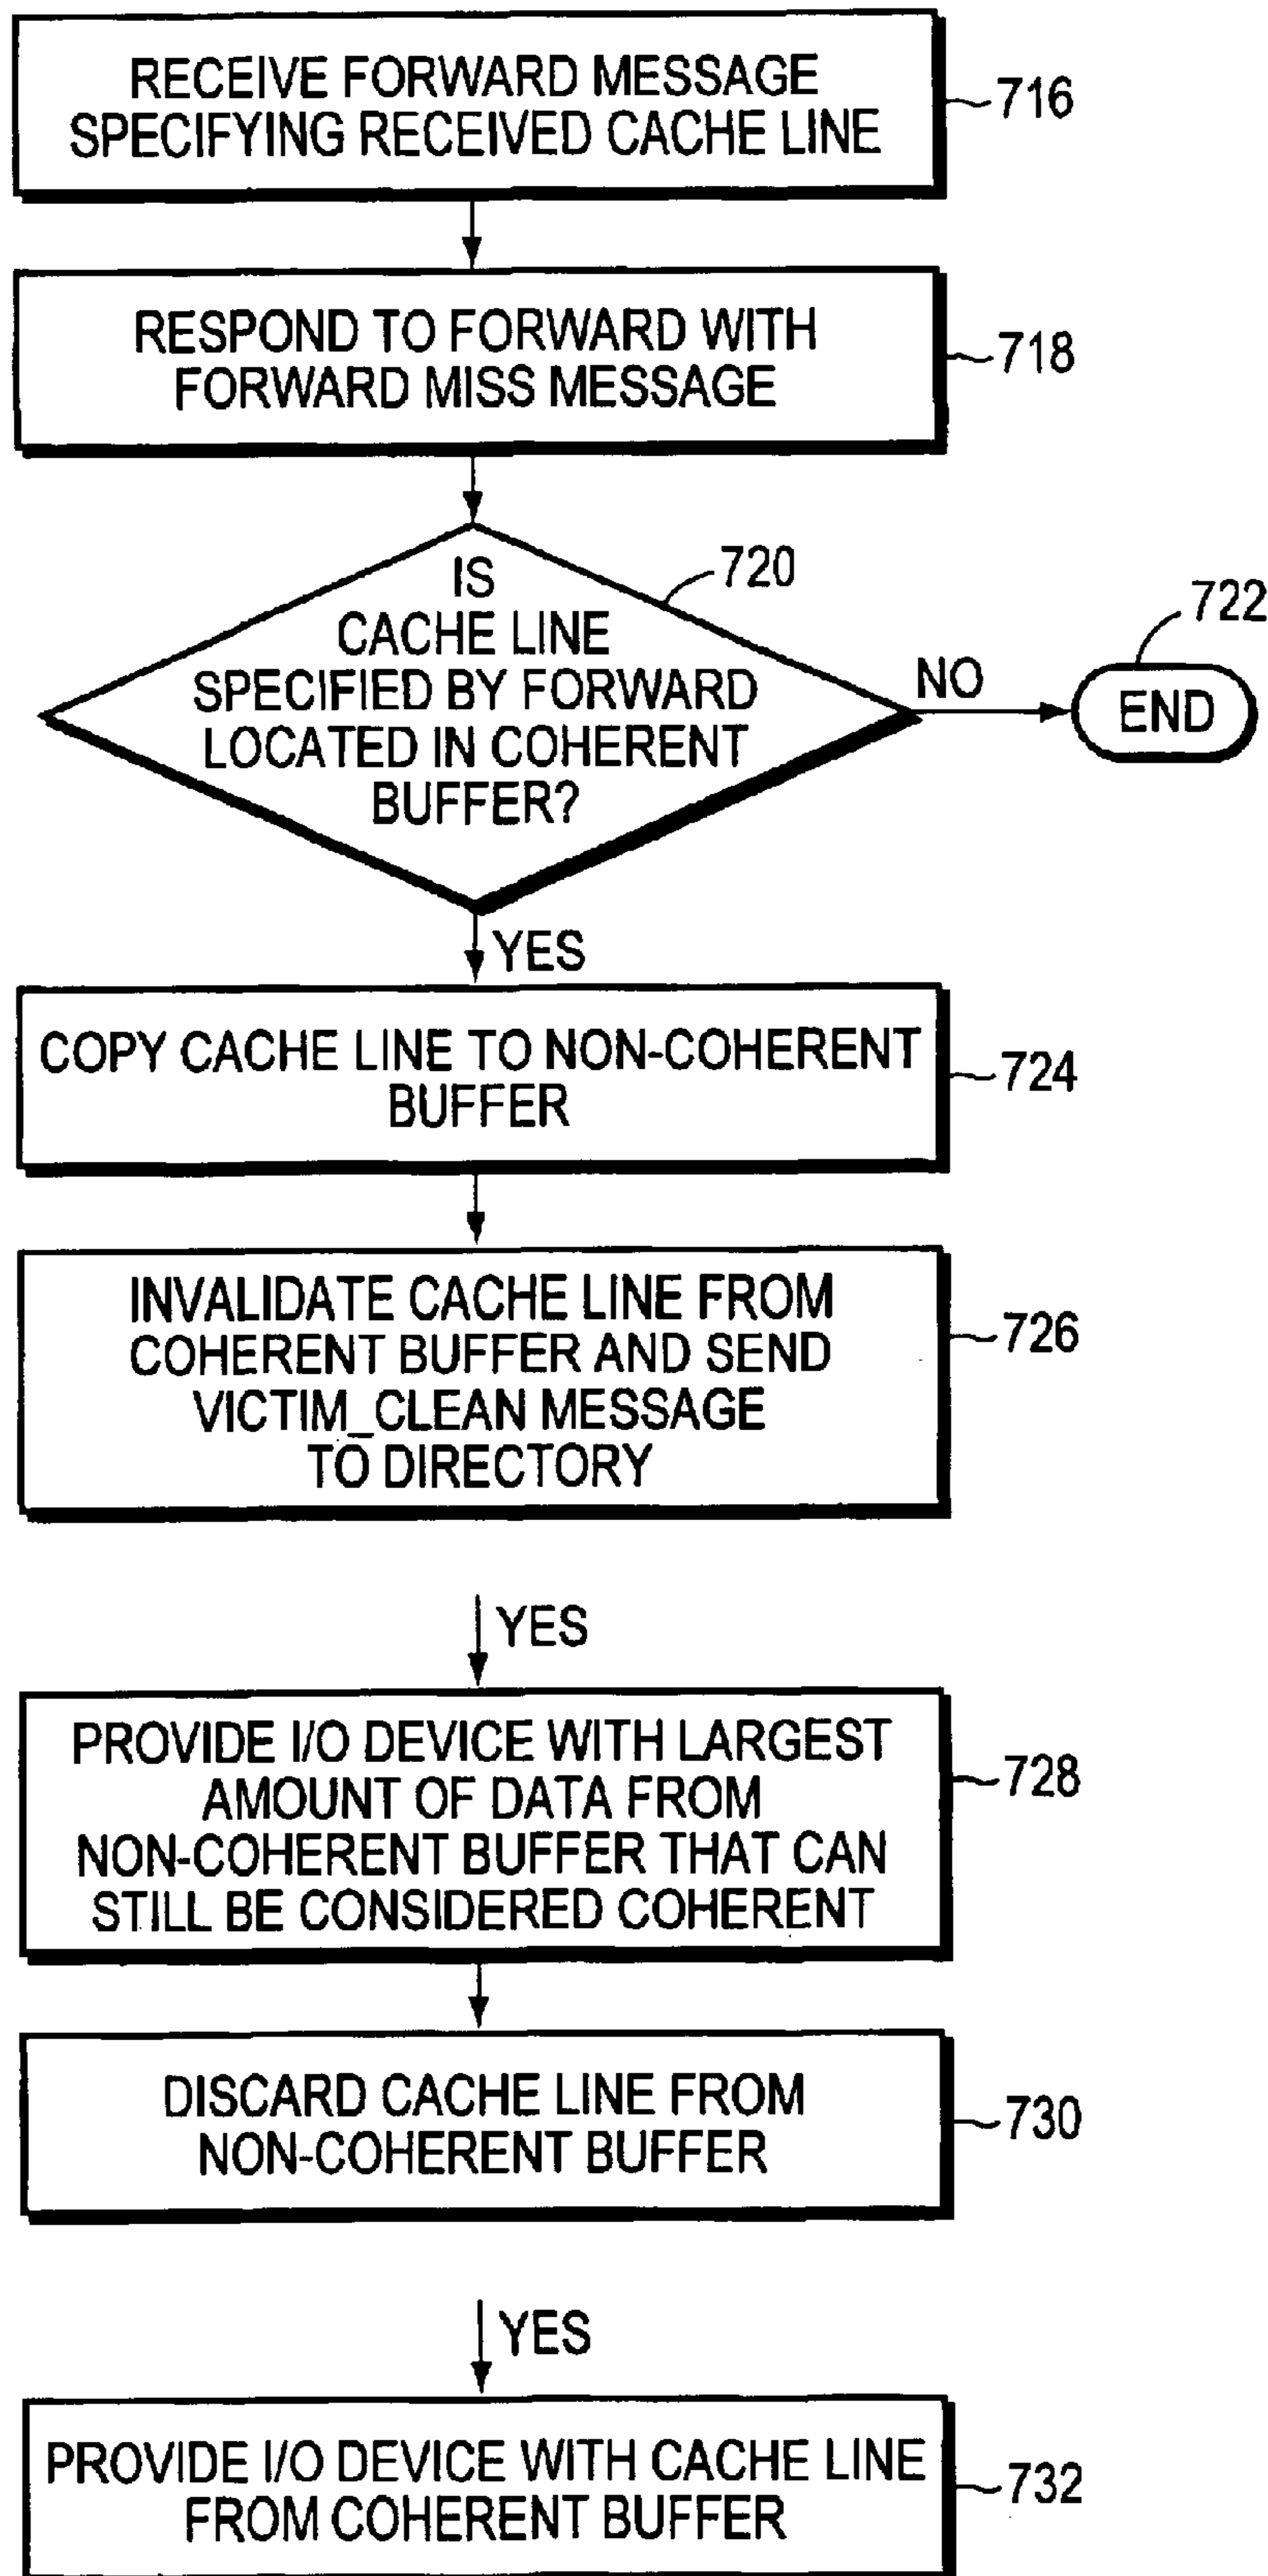 RECEIVE FORWARD MESSAGE
SPECIFYING RECEIVED CACHE LINE
716
RESPOND TO FORWARD WITH
FORWARD MISS MESSAGE
718
IS
CACHE LINE
SPECIFIED BY FORWARD
LOCATED IN COHERENT
BUFFER?
720
NO
722
END
YES
COPY CACHE LINE TO NON-COHERENT
BUFFER
724
INVALIDATE CACHE LINE FROM
COHERENT BUFFER AND SEND
VICTIM_CLEAN MESSAGE
TO DIRECTORY
726
YES
PROVIDE I/O DEVICE WITH LARGEST
AMOUNT OF DATA FROM
NON-COHERENT BUFFER THAT CAN
STILL BE CONSIDERED COHERENT
728
DISCARD CACHE LINE FROM
NON-COHERENT BUFFER
730
YES
PROVIDE I/O DEVICE WITH CACHE LINE
FROM COHERENT BUFFER
732